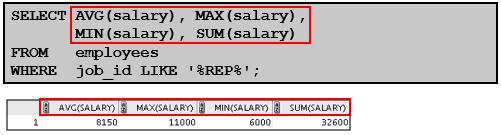 SELECT AVG(salary), MAX(salary),
MIN(salary), SUM(salary)
FROM employees
WHERE job_id LIKE '%REP%';
AVG(SALARY) MAX(SALARY) MIN(SALARY) SUM(SALARY)
1 8150 11000 6000 32600